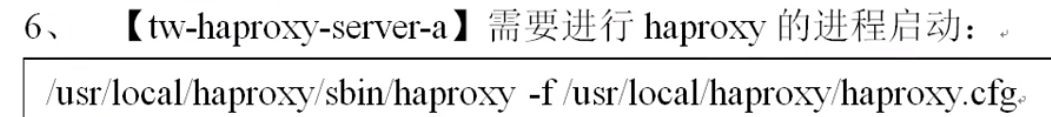 6、 【tw-haproxy-server-a】需要进行 haproxy 的进程启动：
/usr/local/haproxy/sbin/haproxy -f /usr/local/haproxy/haproxy.cfg